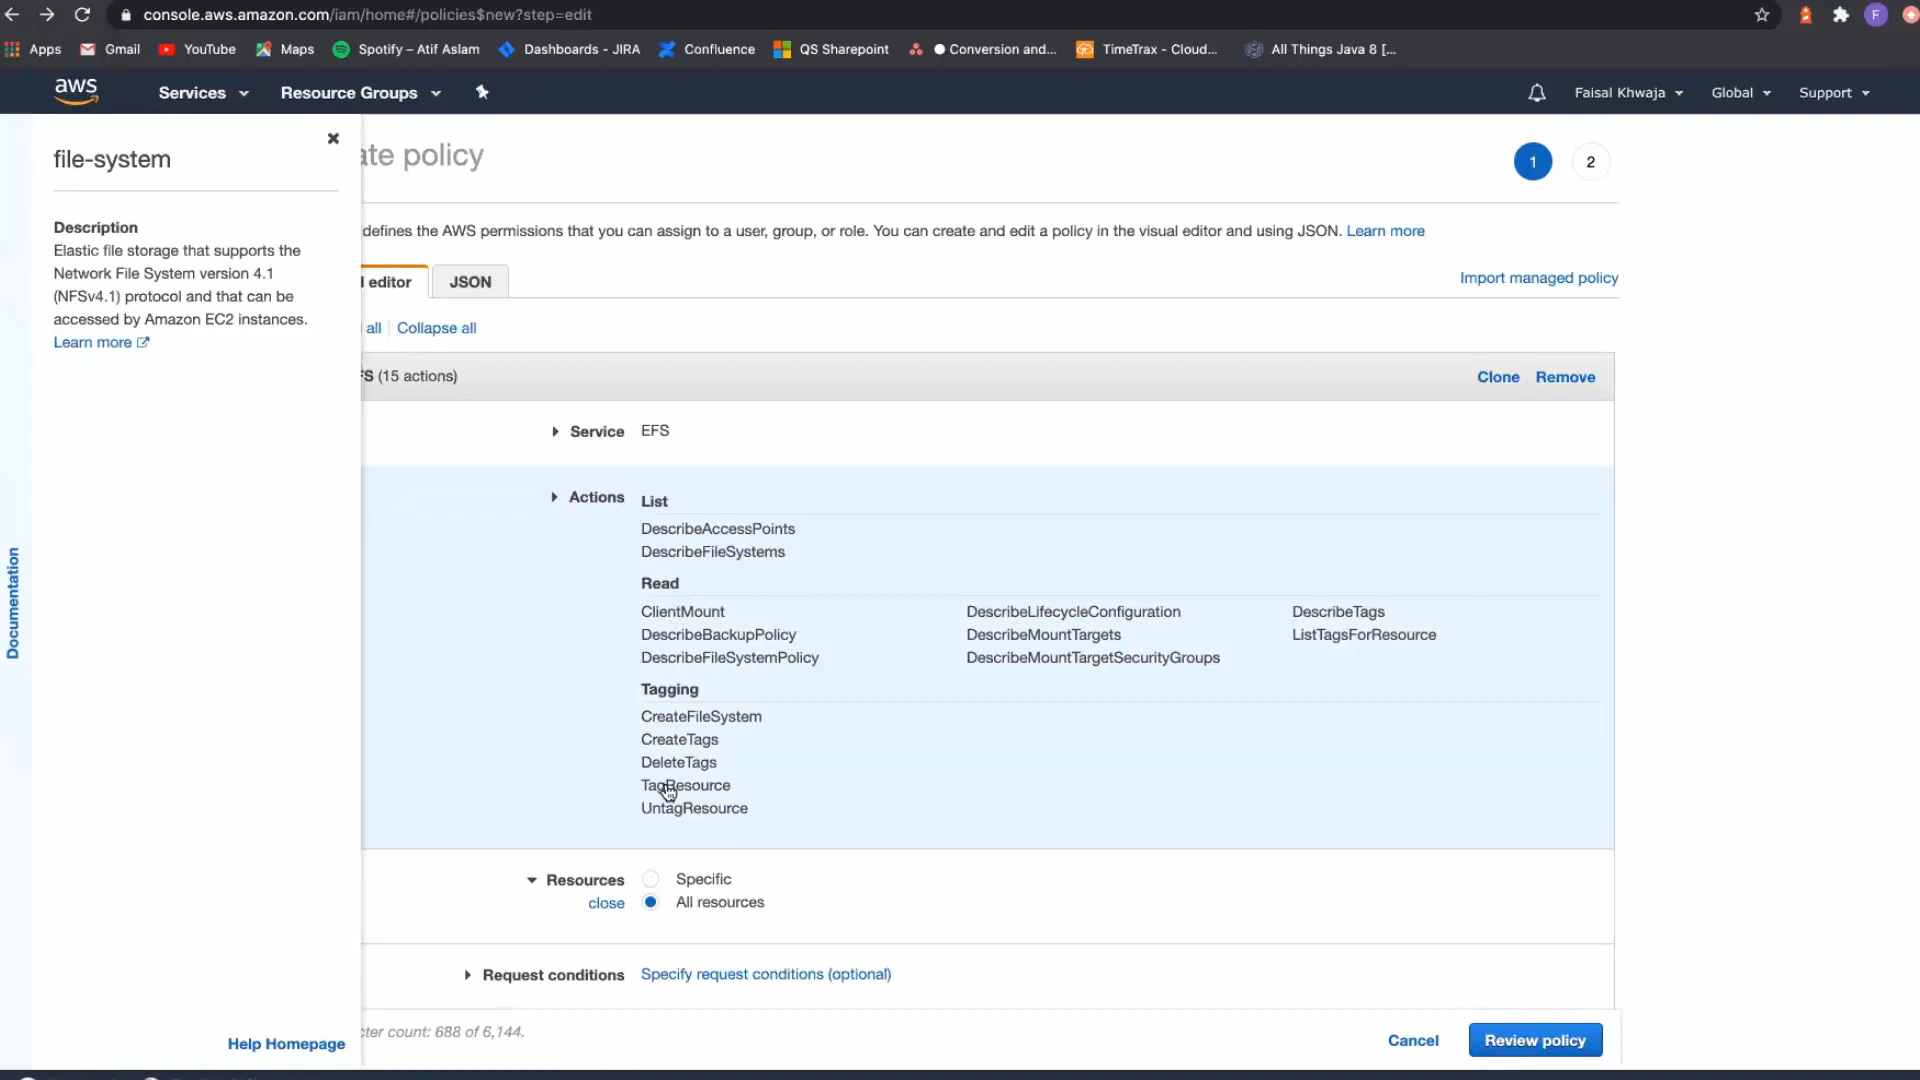 console.aws.amazon.com/iam/home#/policies$new?step=edit
F
Apps Gmail YouTube Maps Spotify – Atif Aslam Dashboards - JIRA Confluence QS Sharepoint Conversion and... TimeTrax - Cloud... All Things Java 8 [...
aws Services Resource Groups Faisal Khwaja Global Support
file-system
ate policy
1 2
Description
Elastic file storage that supports the
Network File System version 4.1
(NFSv4.1) protocol and that can be
accessed by Amazon EC2 instances.
Learn more
defines the AWS permissions that you can assign to a user, group, or role. You can create and edit a policy in the visual editor and using JSON. Learn more
editor JSON Import managed policy
all Collapse all
FS (15 actions) Clone Remove
Service EFS
Actions List
DescribeAccessPoints
DescribeFileSystems
Read
ClientMount DescribeLifecycleConfiguration DescribeTags
DescribeBackupPolicy DescribeMountTargets ListTagsForResource
DescribeFileSystemPolicy DescribeMountTargetSecurityGroups
Tagging
CreateFileSystem
CreateTags
DeleteTags
TagResource
UntagResource
Documentation
Resources Specific
close All resources
Request conditions Specify request conditions (optional)
cter count: 688 of 6,144.
Help Homepage
Cancel Review policy